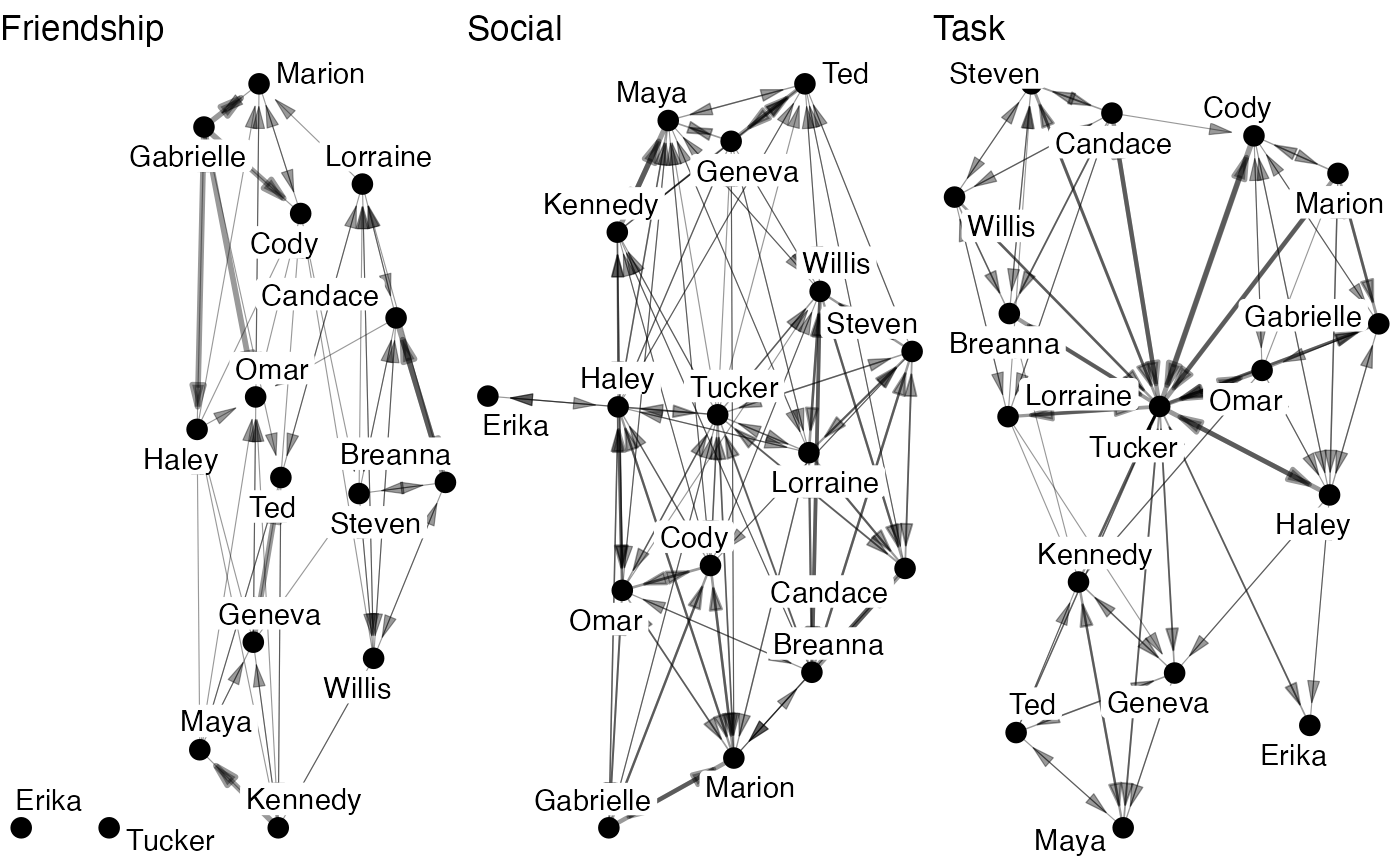 Friendship
Marion
Gabrielle
Lorraine
Cody
Candace
Omar
Haley
Breanna
Ted
Steven
Geneva
Willis
Maya
Erika
Kennedy
Tucker
Social
Ted
Maya
Geneva
Kennedy
Willis
Steven
Haley
Tucker
Erika
Lorraine
Cody
Candace
Omar
Breanna
Marion
Gabrielle
Task
Steven
Cody
Candace
Marion
Willis
Gabrielle
Breanna
Lorraine
Omar
Tucker
Haley
Kennedy
Ted
Geneva
Erika
Maya